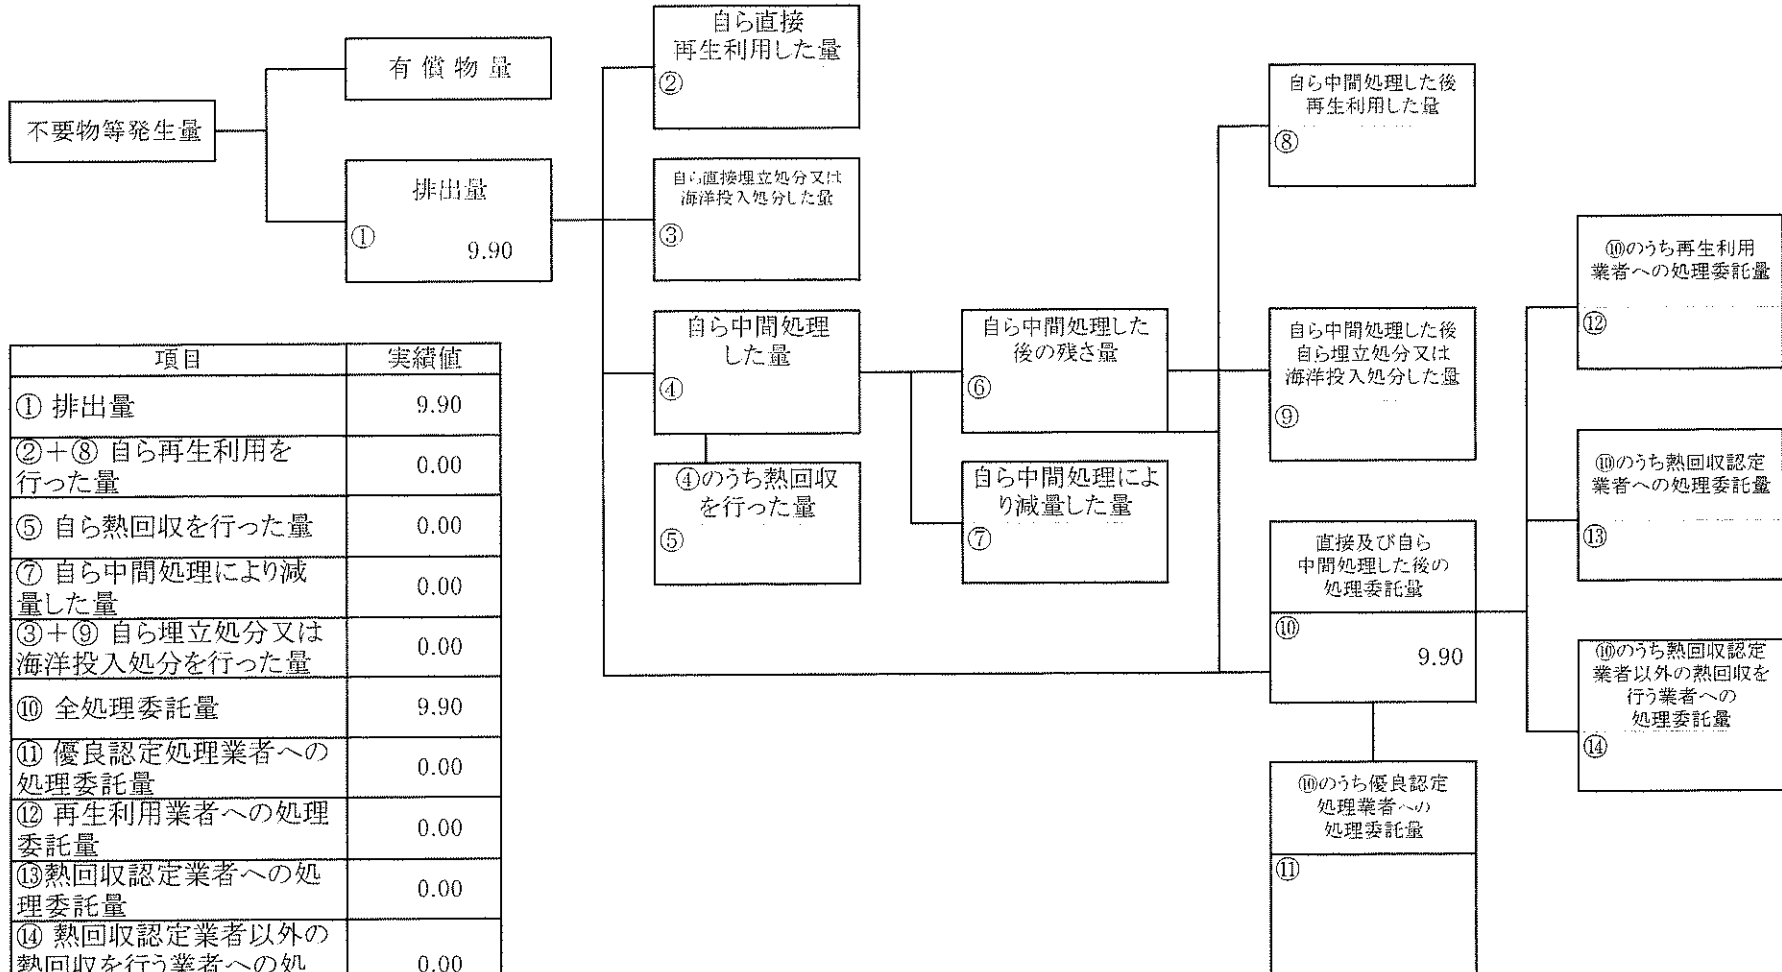 不要物等発生量
有償物量
排出量
①
9.90
自ら直接
再生利用した量
②
自ら直接埋立処分又は
海洋投入処分した量
③
自ら中間処理
した量
④
④のうち熱回収
を行った量
⑤
自ら中間処理した
後の残さ量
⑥
自ら中間処理によ
り減量した量
⑦
自ら中間処理した後
再生利用した量
⑧
自ら中間処理した後
自ら埋立処分又は
海洋投入処分した量
⑨
直接及び自ら
中間処理した後の
処理委託量
⑩
9.90
⑩のうち優良認定
処理業者への
処理委託量
⑪
⑩のうち再生利用
業者への処理委託量
⑫
⑩のうち熱回収認定
業者への処理委託量
⑬
⑩のうち熱回収認定
業者以外の熱回収を
行う業者への
処理委託量
⑭
項目 実績値
① 排出量 9.90
②+⑧ 自ら再生利用を
行った量 0.00
⑤ 自ら熱回収を行った量 0.00
⑦ 自ら中間処理により減
量した量 0.00
③+⑨ 自ら埋立処分又は
海洋投入処分を行った量 0.00
⑩ 全処理委託量 9.90
⑪ 優良認定処理業者への
処理委託量 0.00
⑫ 再生利用業者への処理
委託量 0.00
⑬熱回収認定業者への処
理委託量 0.00
⑭ 熱回収認定業者以外の
熱回収を行う業者への処 0.00